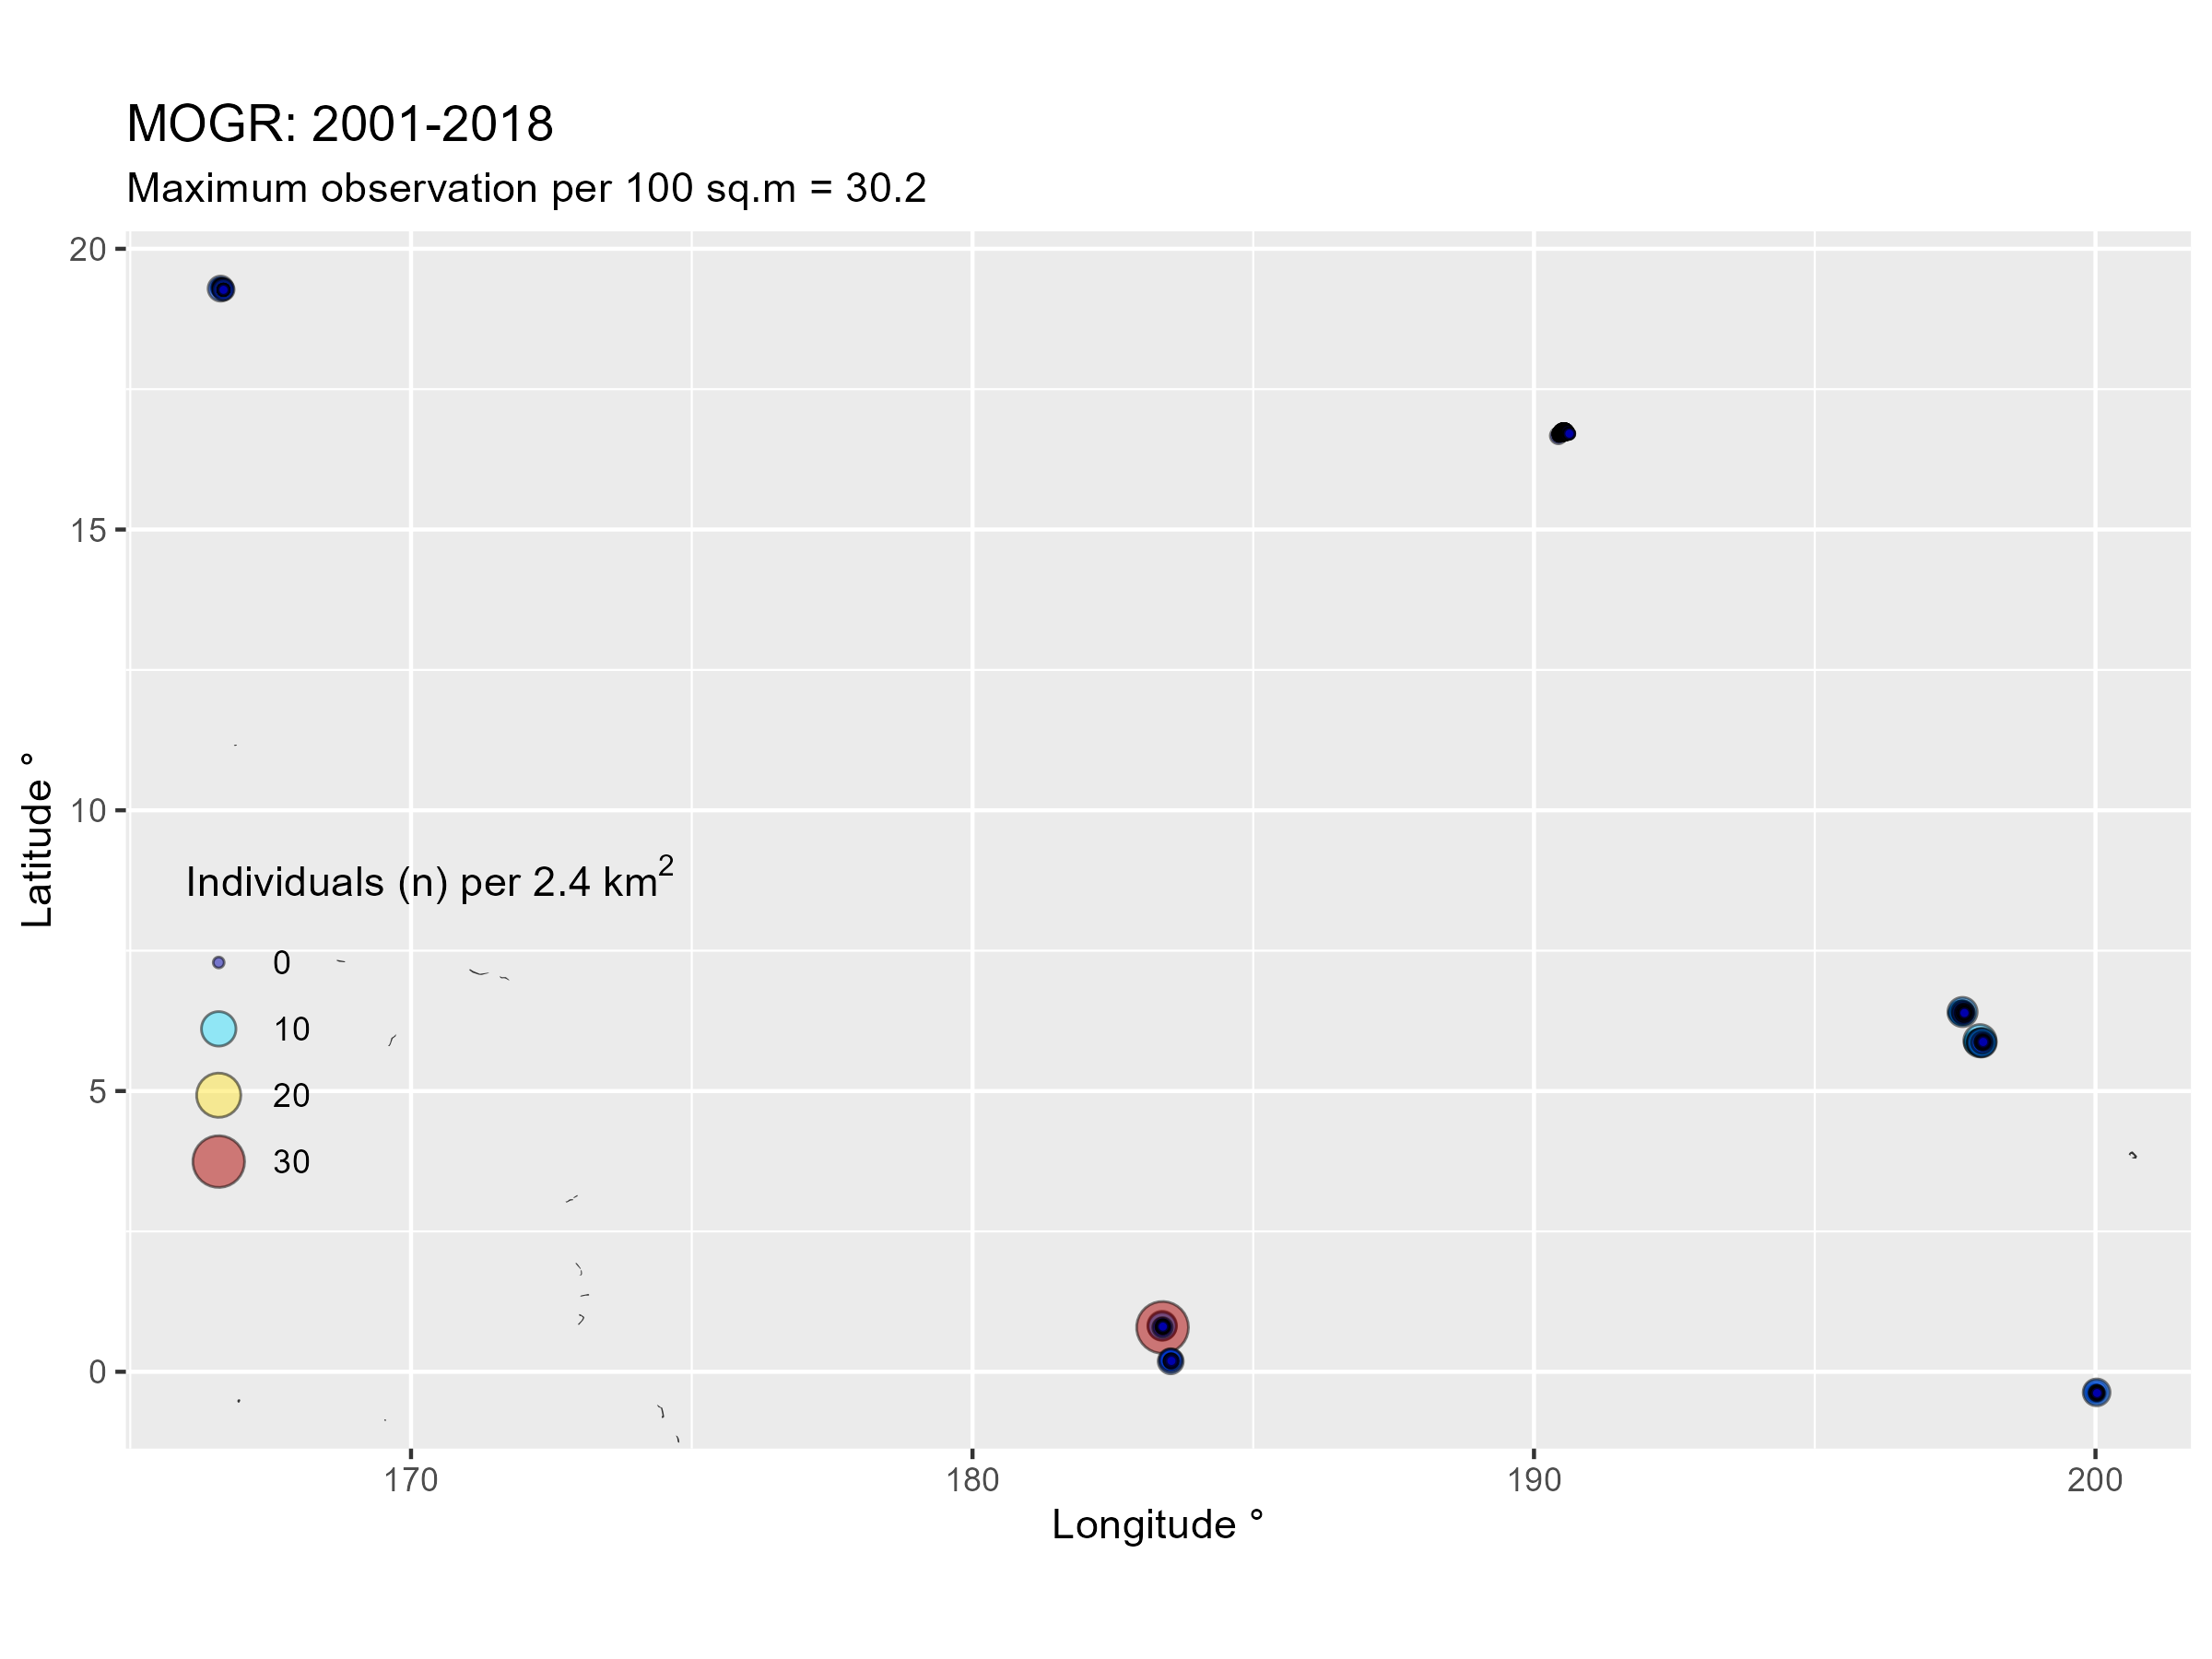 MOGR: 2001-2018
Maximum observation per 100 sq.m = 30.2
20
15
10
5
0
Latitude °
Individuals (n) per 2.4 km²
0
10
20
30
170
180
190
200
Longitude °